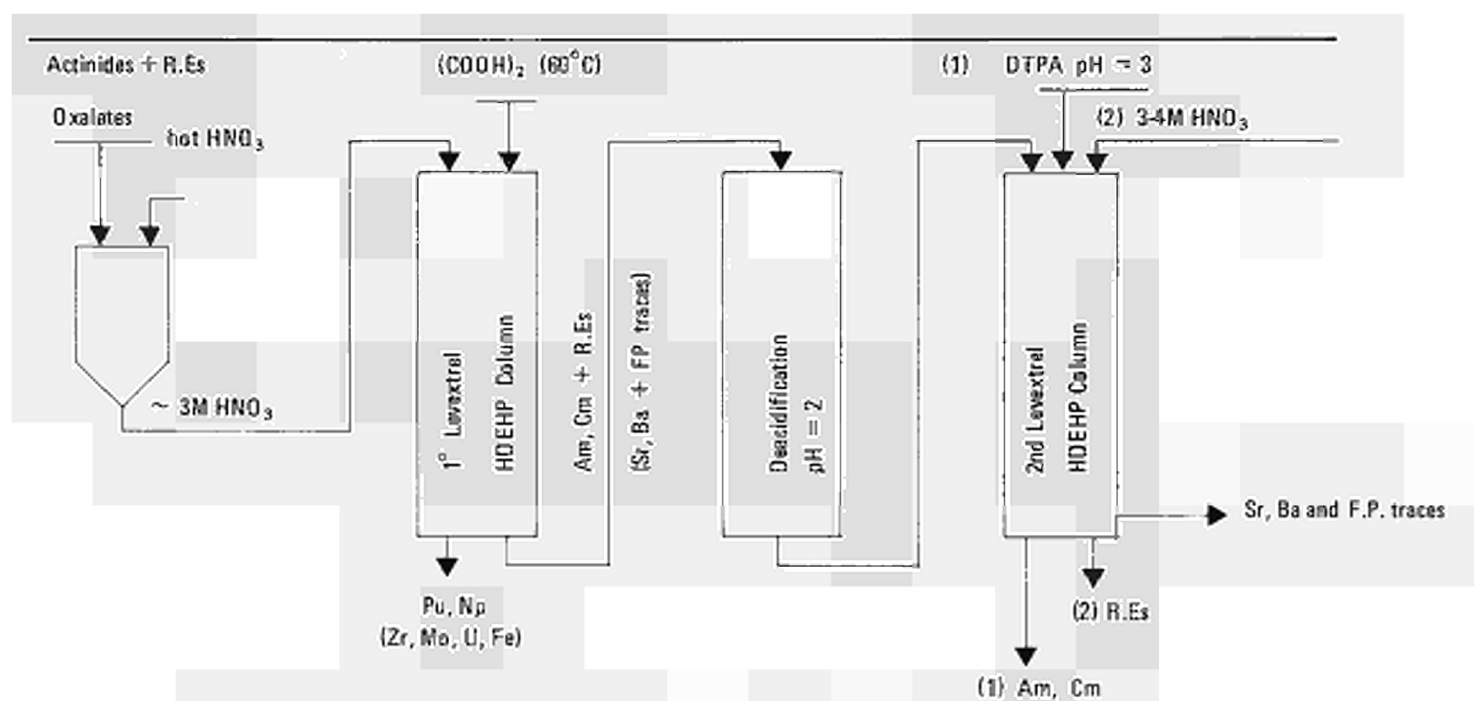 Actinides + R.Es
Oxalates
hot HNO₃
~ 3M HNO₃
(COOH)₂ (60°C)
1° Levextrel
HDEHP Column
Pu, Np
(Zr, Mo, U, Fe)
Am, Cm + R.Es
(Sr, Ba + FP traces)
Deacidification
pH = 2
(1) DTPA pH = 3
(2) 3-4M HNO₃
2nd Levextrel
HDEHP Column
Sr, Ba and F.P. traces
(2) R.Es
(1) Am, Cm